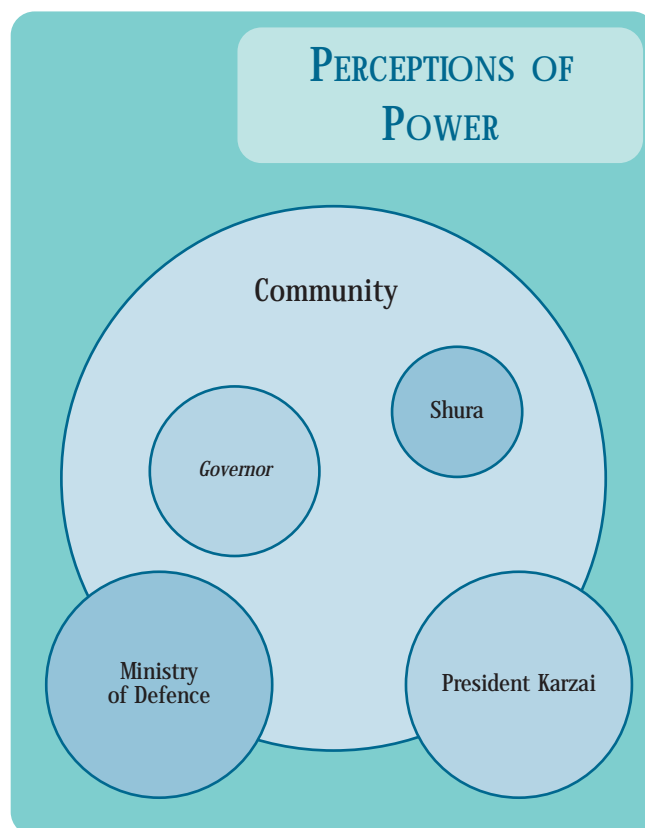 PERCEPTIONS OF
POWER
Community
Shura
Governor
Ministry
of Defence
President Karzai